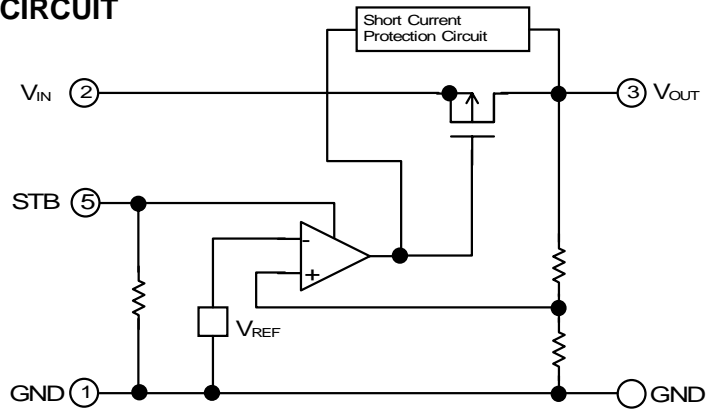 CIRCUIT
Short Current
Protection Circuit
VIN 2
3 VOUT
STB 5
-
+
VREF
GND 1
GND